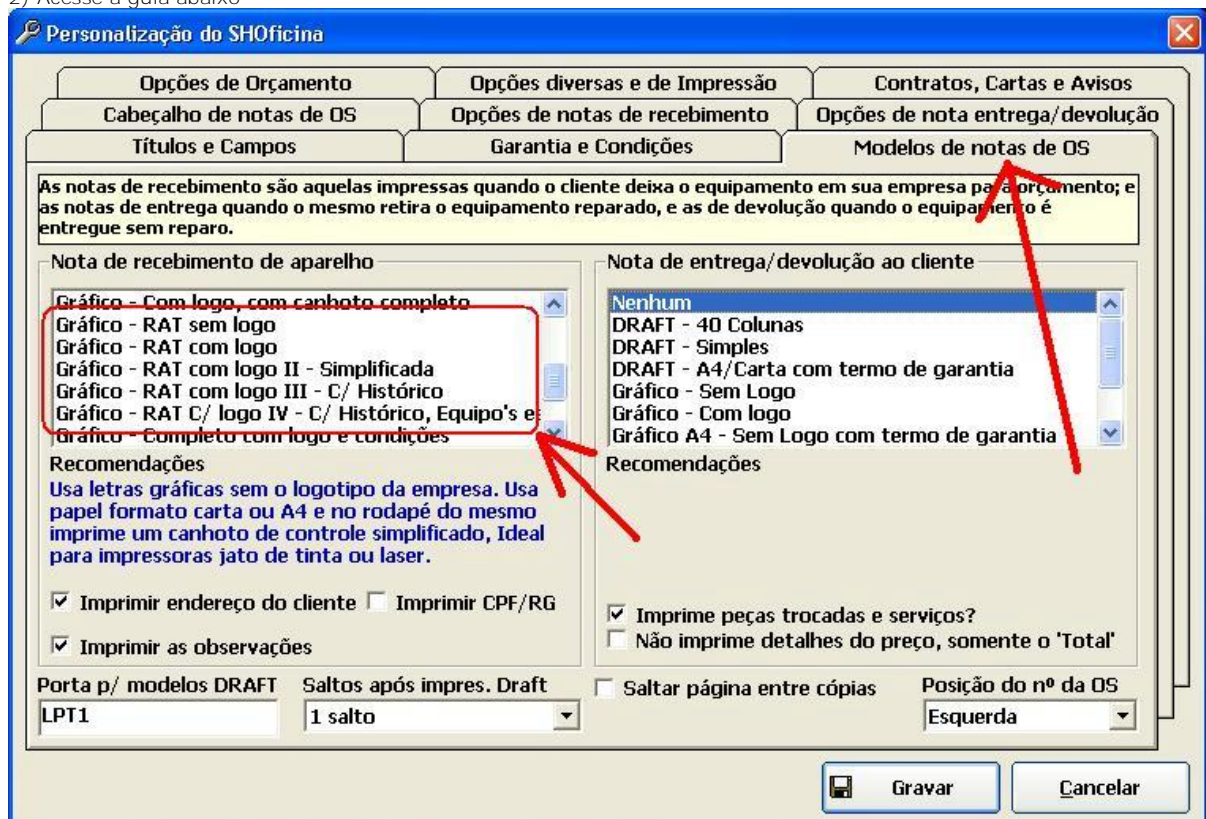 2) Acesse a guia abaixo
Personalização do SHOficina
Opções de Orçamento
Opções diversas e de Impressão
Contratos, Cartas e Avisos
Cabeçalho de notas de OS
Opções de notas de recebimento
Opções de nota entrega/devolução
Títulos e Campos
Garantia e Condições
Modelos de notas de OS
As notas de recebimento são aquelas impressas quando o cliente deixa o equipamento em sua empresa para orçamento; e
as notas de entrega quando o mesmo retira o equipamento reparado, e as de devolução quando o equipamento é
entregue sem reparo.
Nota de recebimento de aparelho
Gráfico - Com logo, com canhoto completo
Gráfico - RAT sem logo
Gráfico - RAT com logo
Gráfico - RAT com logo II - Simplificada
Gráfico - RAT com logo III - C/ Histórico
Gráfico - RAT C/ logo IV - C/ Histórico, Equipo's e
Gráfico - Completo com logo e condições
Recomendações
Usa letras gráficas sem o logotipo da empresa. Usa
papel formato carta ou A4 e no rodapé do mesmo
imprime um canhoto de controle simplificado, Ideal
para impressoras jato de tinta ou laser.
Imprimir endereço do cliente
Imprimir CPF/RG
Imprimir as observações
Nota de entrega/devolução ao cliente
Nenhum
DRAFT - 40 Colunas
DRAFT - Simples
DRAFT - A4/Carta com termo de garantia
Gráfico - Sem Logo
Gráfico - Com logo
Gráfico A4 - Sem Logo com termo de garantia
Recomendações
Imprime peças trocadas e serviços?
Não imprime detalhes do preço, somente o 'Total'
Porta p/ modelos DRAFT
LPT1
Saltos após impres. Draft
1 salto
Saltar página entre cópias
Posição do nº da OS
Esquerda
Gravar
Cancelar